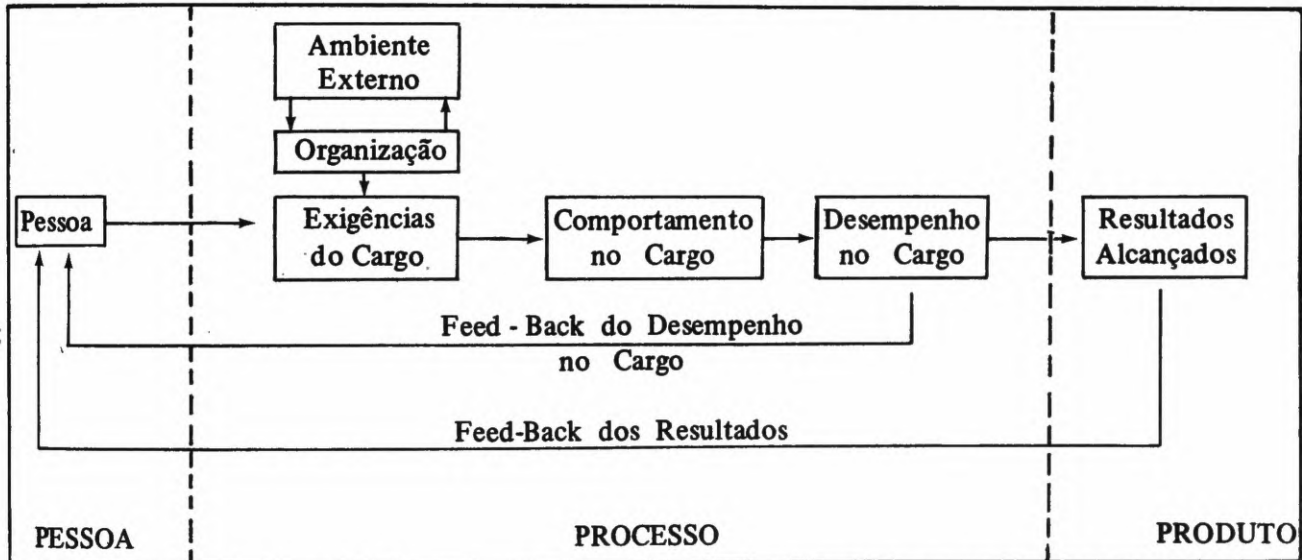 Ambiente
Externo
Organização
Pessoa
Exigências
do Cargo
Comportamento
no Cargo
Desempenho
no Cargo
Resultados
Alcançados
Feed - Back do Desempenho
no Cargo
Feed-Back dos Resultados
PESSOA
PROCESSO
PRODUTO